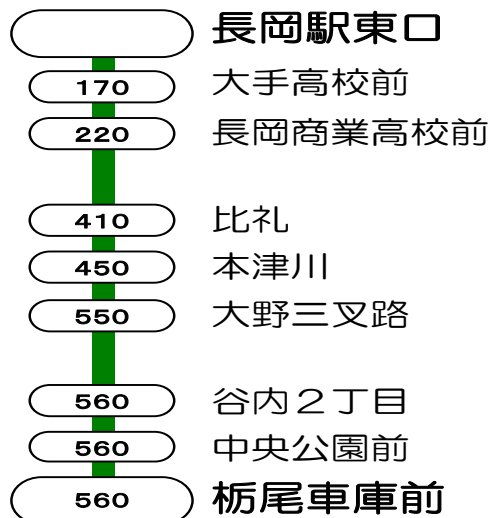 長岡駅東口
170 大手高校前
220 長岡商業高校前
410 比礼
450 本津川
550 大野三叉路
560 谷内２丁目
560 中央公園前
560 栃尾車庫前